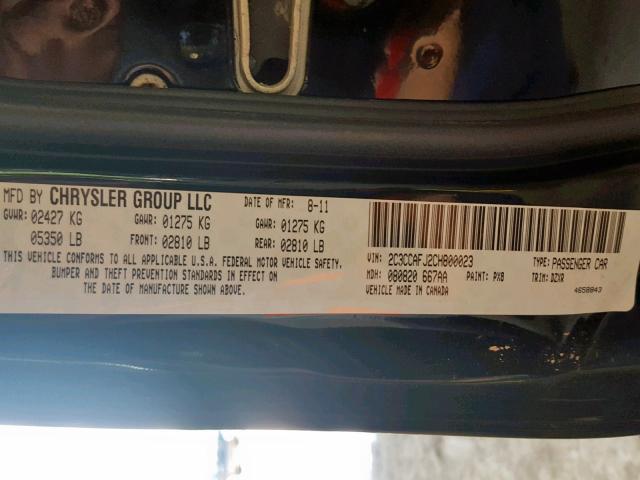 MFD BY CHRYSLER GROUP LLC DATE OF MFR: 8-11
GVWR: 02427 KG GAWR: 01275 KG GAWR: 01275 KG
05350 LB FRONT: 02810 LB REAR: 02810 LB
THIS VEHICLE CONFORMS TO ALL APPLICABLE U.S.A. FEDERAL MOTOR VEHICLE SAFETY,
BUMPER AND THEFT PREVENTION STANDARDS IN EFFECT ON
THE DATE OF MANUFACTURE SHOWN ABOVE.
VIN: 2C3CCAFJ2CH800023 TYPE: PASSENGER CAR
MDH: 080820 667AA PAINT: PX8 TRIM: DZXR
VEHICLE MADE IN CANADA 4658843